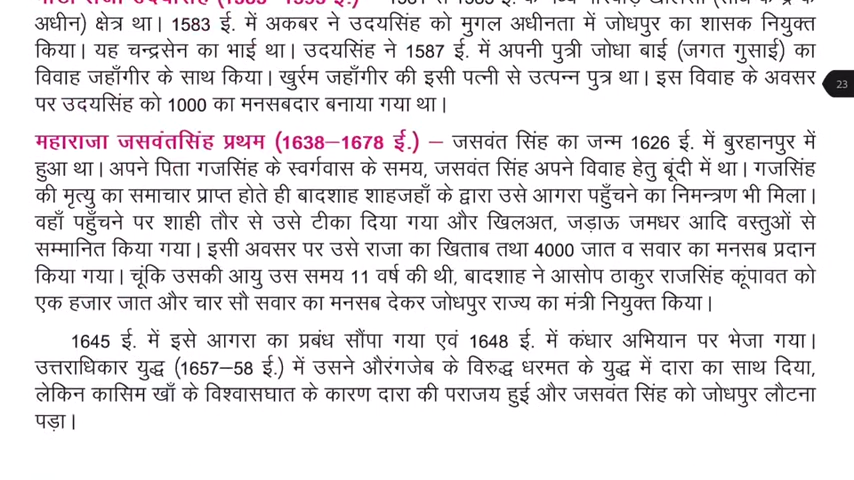 अधीन) क्षेत्र था। 1583 ई. में अकबर ने उदयसिंह को मुगल अधीनता में जोधपुर का शासक नियुक्त
किया। यह चन्द्रसेन का भाई था। उदयसिंह ने 1587 ई. में अपनी पुत्री जोधा बाई (जगत गुसाई) का
विवाह जहाँगीर के साथ किया। खुर्रम जहाँगीर की इसी पत्नी से उत्पन्न पुत्र था। इस विवाह के अवसर
पर उदयसिंह को 1000 का मनसबदार बनाया गया था।
23
महाराजा जसवंतसिंह प्रथम (1638–1678 ई.) – जसवंत सिंह का जन्म 1626 ई. में बुरहानपुर में
हुआ था। अपने पिता गजसिंह के स्वर्गवास के समय, जसवंत सिंह अपने विवाह हेतु बूंदी में था। गजसिंह
की मृत्यु का समाचार प्राप्त होते ही बादशाह शाहजहाँ के द्वारा उसे आगरा पहुँचने का निमन्त्रण भी मिला।
वहाँ पहुँचने पर शाही तौर से उसे टीका दिया गया और खिलअत, जड़ाऊ जमधर आदि वस्तुओं से
सम्मानित किया गया। इसी अवसर पर उसे राजा का खिताब तथा 4000 जात व सवार का मनसब प्रदान
किया गया। चूंकि उसकी आयु उस समय 11 वर्ष की थी, बादशाह ने आसोप ठाकुर राजसिंह कूंपावत को
एक हजार जात और चार सौ सवार का मनसब देकर जोधपुर राज्य का मंत्री नियुक्त किया।
1645 ई. में इसे आगरा का प्रबंध सौंपा गया एवं 1648 ई. में कंधार अभियान पर भेजा गया।
उत्तराधिकार युद्ध (1657–58 ई.) में उसने औरंगजेब के विरुद्ध धरमत के युद्ध में दारा का साथ दिया,
लेकिन कासिम खाँ के विश्वासघात के कारण दारा की पराजय हुई और जसवंत सिंह को जोधपुर लौटना
पड़ा।